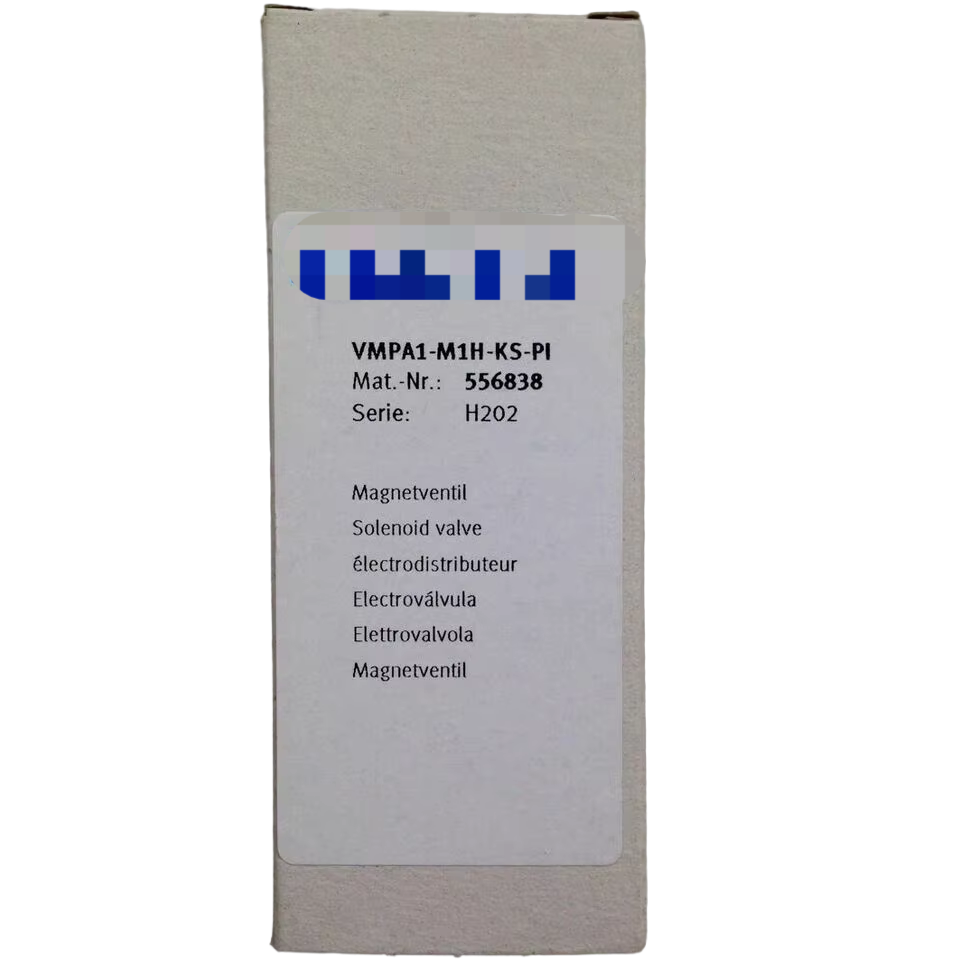 VMPA1-M1H-KS-PI
Mat.-Nr.: 556838
Serie: H202
Magnetventil
Solenoid valve
électrodistributeur
Electroválvula
Elettrovalvola
Magnetventil